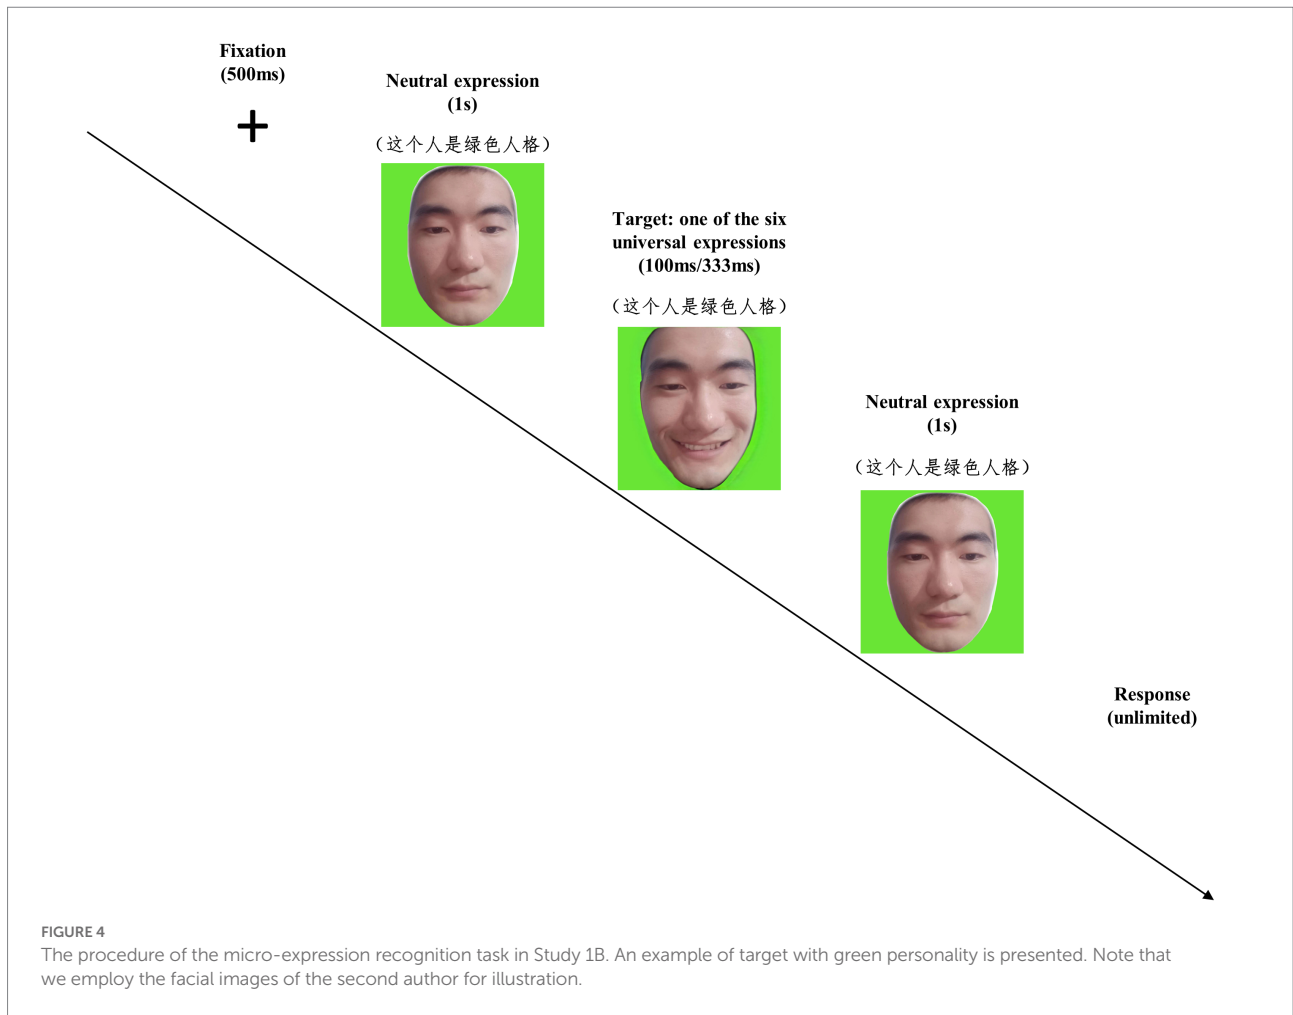 Fixation
(500ms)
Neutral expression
(1s)
（这个人是绿色人格）
Target: one of the six
universal expressions
(100ms/333ms)
（这个人是绿色人格）
Neutral expression
(1s)
（这个人是绿色人格）
Response
(unlimited)
FIGURE 4
The procedure of the micro-expression recognition task in Study 1B. An example of target with green personality is presented. Note that
we employ the facial images of the second author for illustration.